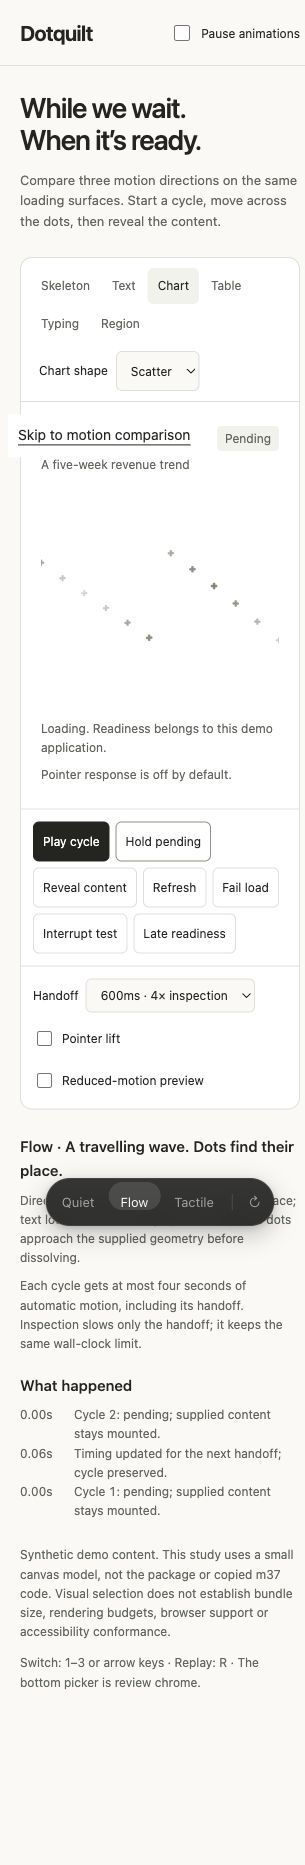 Dotquilt
Pause animations
While we wait.
When it's ready.
Compare three motion directions on the same
loading surfaces. Start a cycle, move across
the dots, then reveal the content.
Skeleton Text Chart Table
Typing Region
Chart shape Scatter
Skip to motion comparison
Pending
A five-week revenue trend
Loading. Readiness belongs to this demo
application.
Pointer response is off by default.
Play cycle Hold pending
Reveal content Refresh Fail load
Interrupt test Late readiness
Handoff 600ms · 4× inspection
Pointer lift
Reduced-motion preview
Flow · A travelling wave. Dots find their
place.
Quiet Flow Tactile
text dots
approach the supplied geometry before
dissolving.
Each cycle gets at most four seconds of
automatic motion, including its handoff.
Inspection slows only the handoff; it keeps the
same wall-clock limit.
What happened
0.00s Cycle 2: pending; supplied content
stays mounted.
0.06s Timing updated for the next handoff;
cycle preserved.
0.00s Cycle 1: pending; supplied content
stays mounted.
Synthetic demo content. This study uses a small
canvas model, not the package or copied m37
code. Visual selection does not establish bundle
size, rendering budgets, browser support or
accessibility conformance.
Switch: 1–3 or arrow keys · Replay: R · The
bottom picker is review chrome.